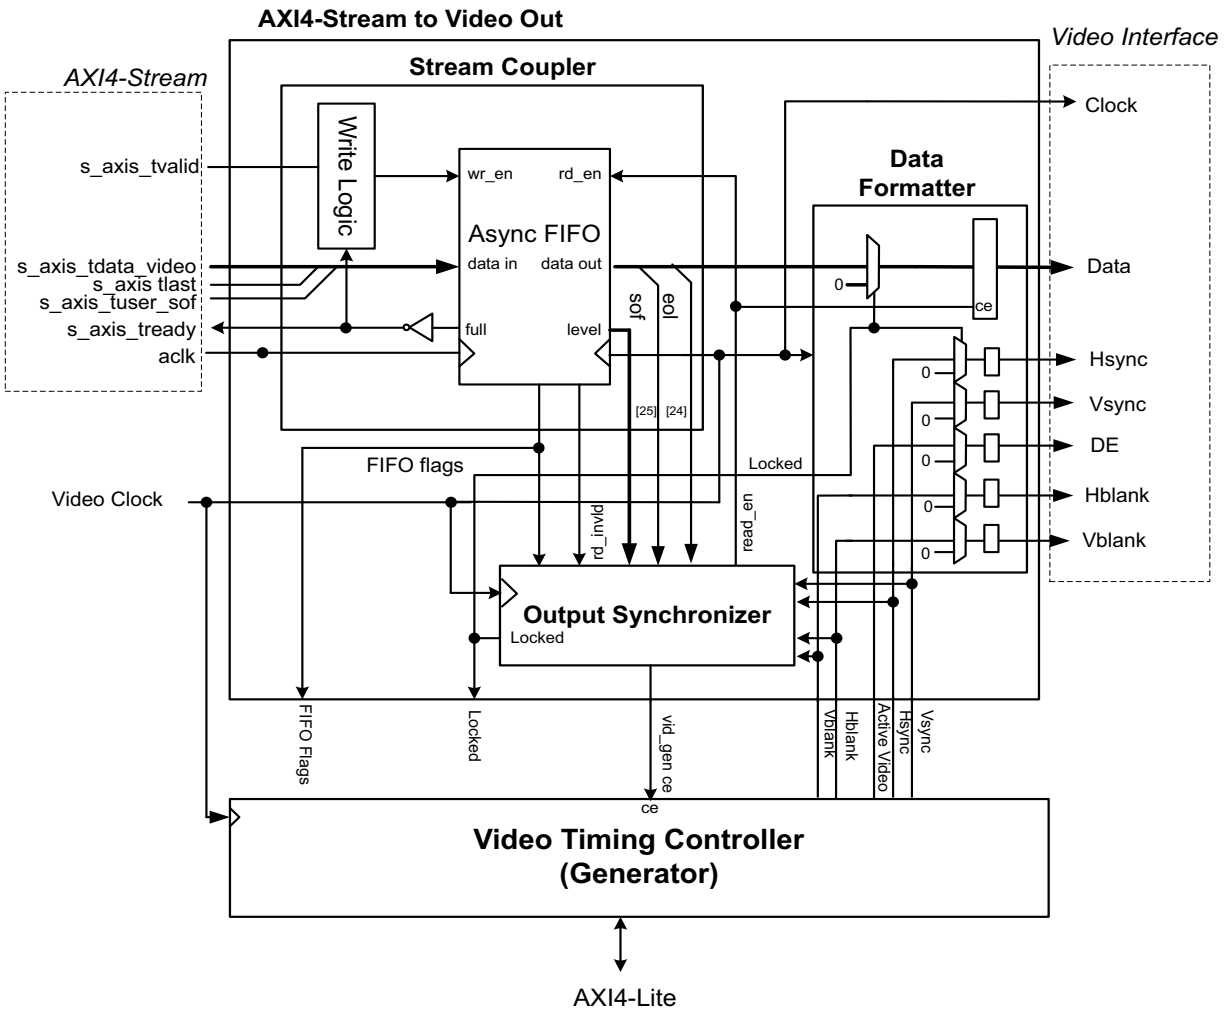 AXI4-Stream to Video Out
Video Interface
AXI4-Stream
Stream Coupler
Clock
Write Logic
Data
Formatter
s_axis_tvalid
wr_en
rd_en
Async FIFO
s_axis_tdata_video
data in
data out
0
Data
s_axis tlast
s_axis_tuser_sof
sof
eol
ce
s_axis_tready
full
level
aclk
Hsync
0
[25]
[24]
Vsync
0
DE
0
FIFO flags
Locked
Video Clock
Hblank
0
rd_invld
read_en
Vblank
0
Output Synchronizer
Locked
FIFO Flags
Locked
vid_gen ce
Vblank
Hblank
Active Video
Hsync
Vsync
ce
Video Timing Controller
(Generator)
AXI4-Lite